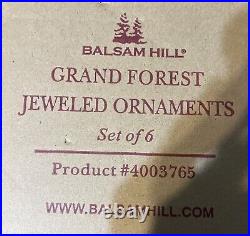 BALSAM HILL®
GRAND FOREST
JEWELED ORNAMENTS
Set of 6
Product #4003765
WWW.BALSAMHILL.COM